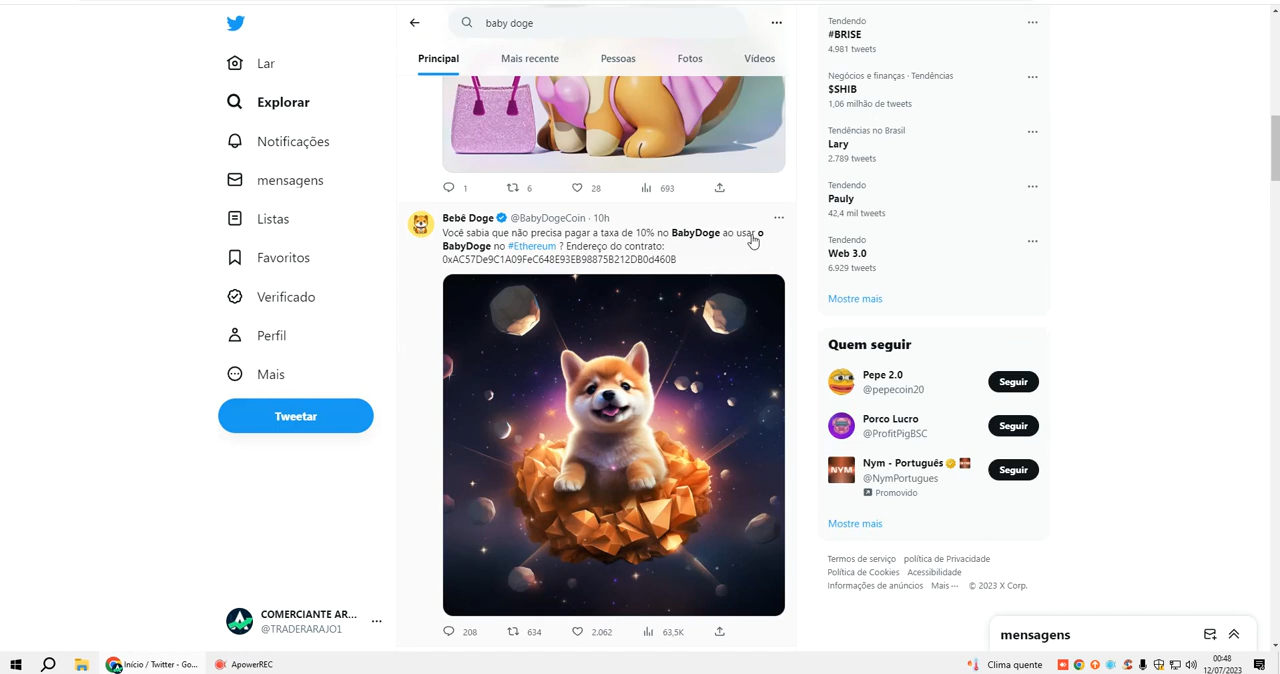 Lar
Explorar
Notificações
mensagens
Listas
Favoritos
Verificado
Perfil
Mais
Tweetar
COMERCIANTE AR...
@TRADERARAJO1
baby doge
Principal
Mais recente
Pessoas
Fotos
Vídeos
1
6
28
693
Bebê Doge @BabyDogeCoin · 10h
Você sabia que não precisa pagar a taxa de 10% no BabyDoge ao usar o
BabyDoge no #Ethereum ? Endereço do contrato:
0xAC57De9C1A09FeC648E93EB98875B212DB0d460B
208
634
2.062
63,5K
Tendendo
#BRISE
4.981 tweets
Negócios e finanças · Tendências
$SHIB
1,06 milhão de tweets
Tendências no Brasil
Lary
2.789 tweets
Tendendo
Pauly
42,4 mil tweets
Tendendo
Web 3.0
6.929 tweets
Mostre mais
Quem seguir
Pepe 2.0
@pepecoin20
Seguir
Porco Lucro
@ProfitPigBSC
Seguir
NYM
Nym - Português
@NymPortugues
Promovido
Seguir
Mostre mais
Termos de serviço política de Privacidade
Política de Cookies Acessibilidade
Informações de anúncios Mais ··· © 2023 X Corp.
mensagens
Início / Twitter - Go...
ApowerREC
Clima quente
00:48
12/07/2023